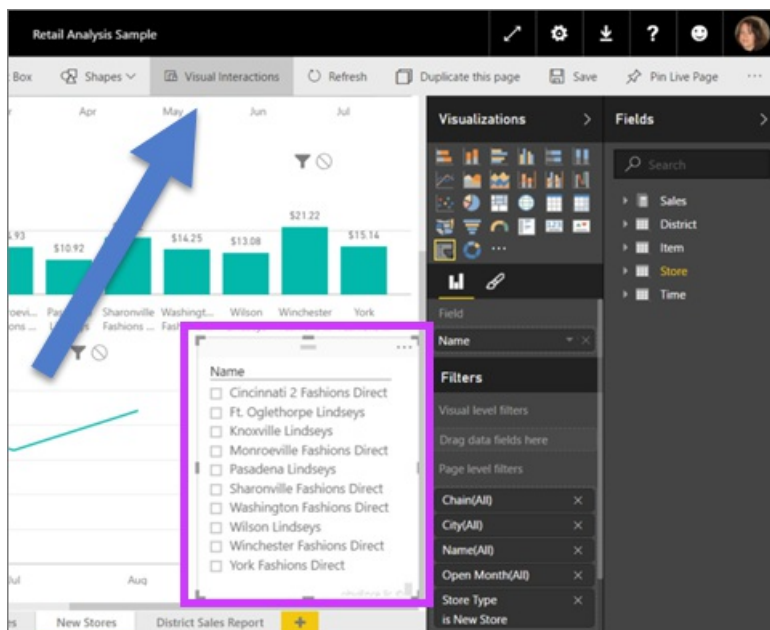 Retail Analysis Sample
Box Shapes Visual Interactions Refresh Duplicate this page Save Pin Live Page
Apr May Jun Jul
Visualizations
Fields
Search
Sales
District
Item
Store
Time
$21.22
$10.92 $14.25 $13.08 $15.14
Sharonville Washingt... Wilson Winchester York
Fashions ...
Field
Name
Filters
Visual level filters
Drag data fields here
Page level filters
Chain(All)
City(All)
Name(All)
Open Month(All)
Store Type
is New Store
Name
Cincinnati 2 Fashions Direct
Ft. Oglethorpe Lindseys
Knoxville Lindseys
Monroeville Fashions Direct
Pasadena Lindseys
Sharonville Fashions Direct
Washington Fashions Direct
Wilson Lindseys
Winchester Fashions Direct
York Fashions Direct
Jul Aug
New Stores District Sales Report +